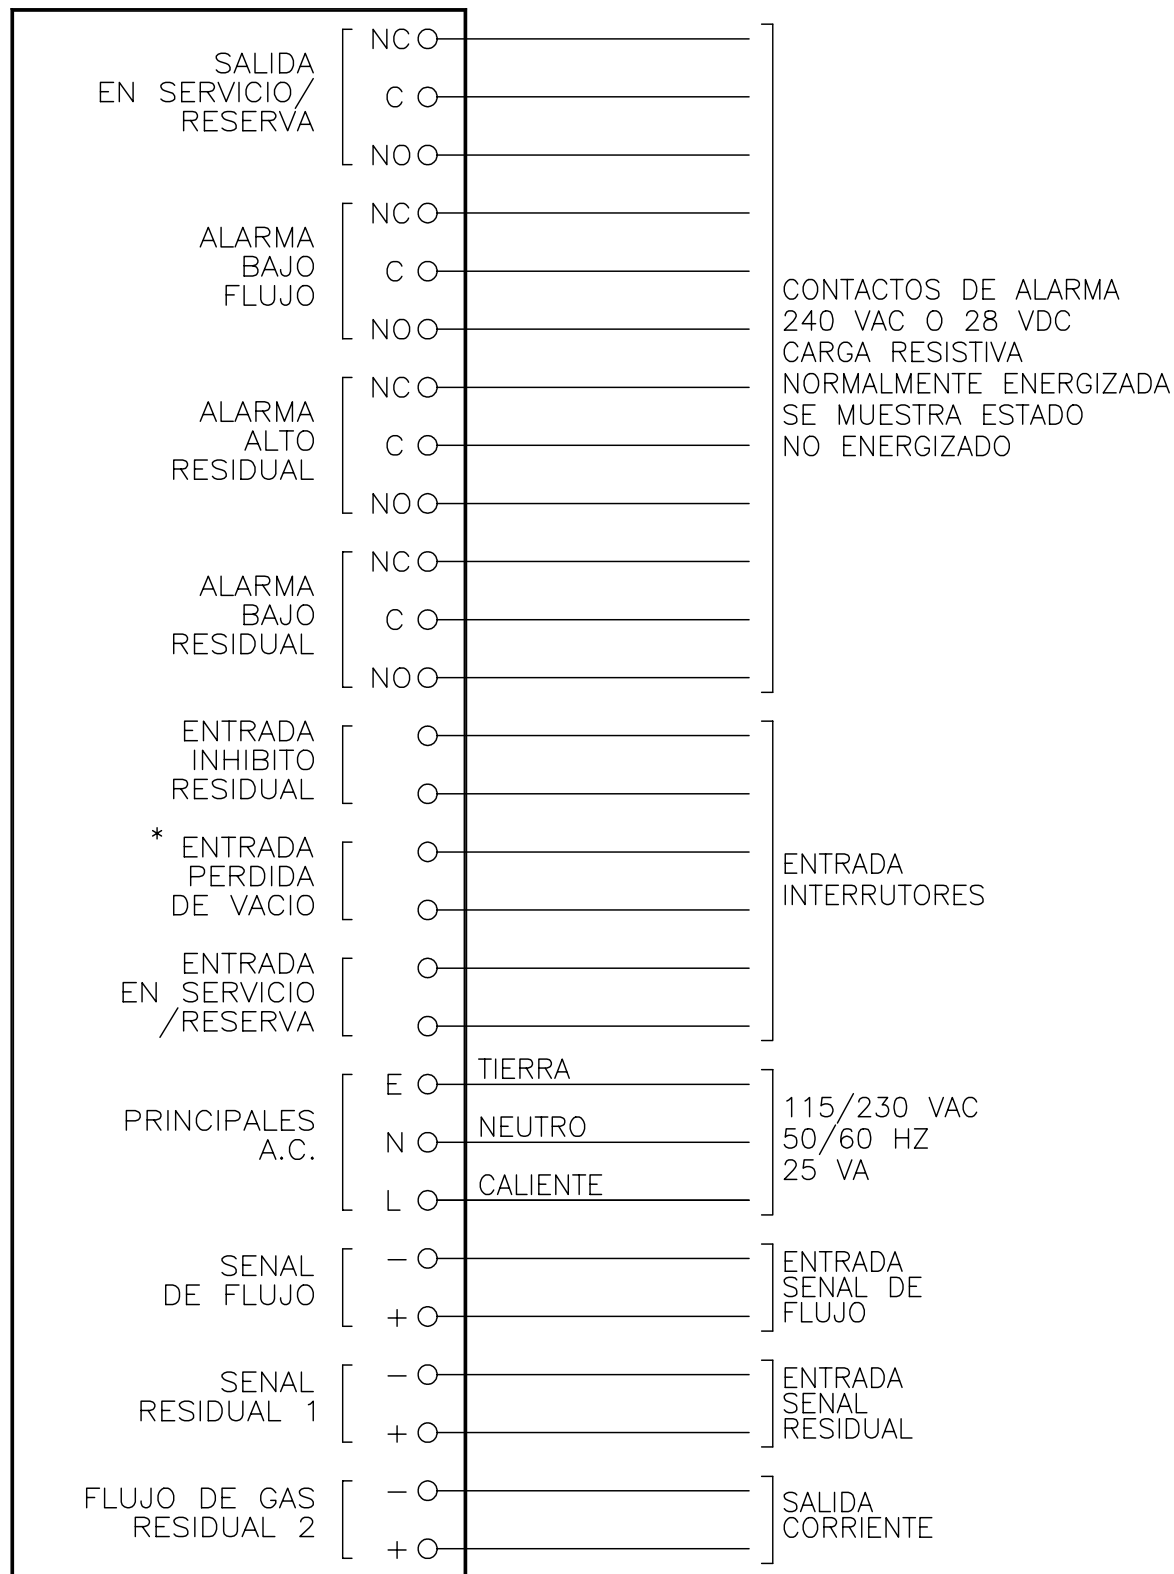 SALIDA
EN SERVICIO/
RESERVA
NC
C
NO
ALARMA
BAJO
FLUJO
NC
C
NO
ALARMA
ALTO
RESIDUAL
NC
C
NO
ALARMA
BAJO
RESIDUAL
NC
C
NO
CONTACTOS DE ALARMA
240 VAC O 28 VDC
CARGA RESISTIVA
NORMALMENTE ENERGIZADA
SE MUESTRA ESTADO
NO ENERGIZADO
ENTRADA
INHIBITO
RESIDUAL
* ENTRADA
PERDIDA
DE VACIO
ENTRADA
EN SERVICIO
/RESERVA
ENTRADA
INTERRUTORES
PRINCIPALES
A.C.
E
TIERRA
N
NEUTRO
L
CALIENTE
115/230 VAC
50/60 HZ
25 VA
SENAL
DE FLUJO
-
+
ENTRADA
SENAL DE
FLUJO
SENAL
RESIDUAL 1
-
+
ENTRADA
SENAL
RESIDUAL
FLUJO DE GAS
RESIDUAL 2
-
+
SALIDA
CORRIENTE